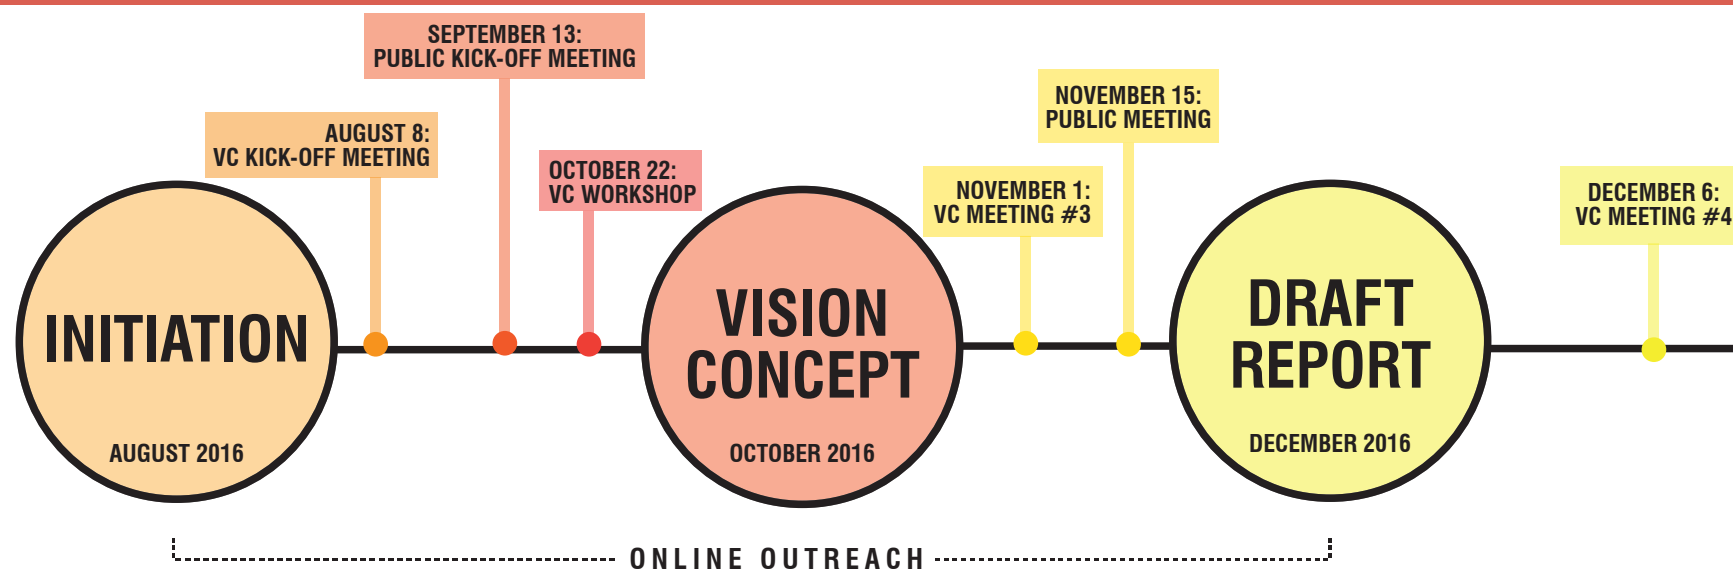 SEPTEMBER 13:
PUBLIC KICK-OFF MEETING
AUGUST 8:
VC KICK-OFF MEETING
OCTOBER 22:
VC WORKSHOP
NOVEMBER 15:
PUBLIC MEETING
NOVEMBER 1:
VC MEETING #3
DECEMBER 6:
VC MEETING #4
INITIATION
AUGUST 2016
VISION
CONCEPT
OCTOBER 2016
DRAFT
REPORT
DECEMBER 2016
ONLINE OUTREACH